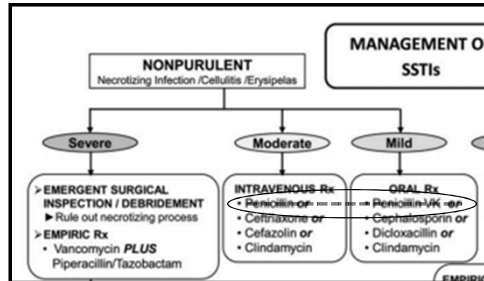 MANAGEMENT O
SSTIs
NONPURULENT
Necrotizing Infection /Cellulitis /Erysipelas
Severe
Moderate
Mild
➤EMERGENT SURGICAL
INSPECTION / DEBRIDEMENT
►Rule out necrotizing process
➤EMPIRIC Rx
• Vancomycin PLUS
Piperacillin/Tazobactam
INTRAVENOUS Rx
• Penicillin or
• Ceftriaxone or
• Cefazolin or
• Clindamycin
ORAL Rx
• Penicillin VK or
• Cephalosporin or
• Dicloxacillin or
• Clindamycin
EMPIRIC